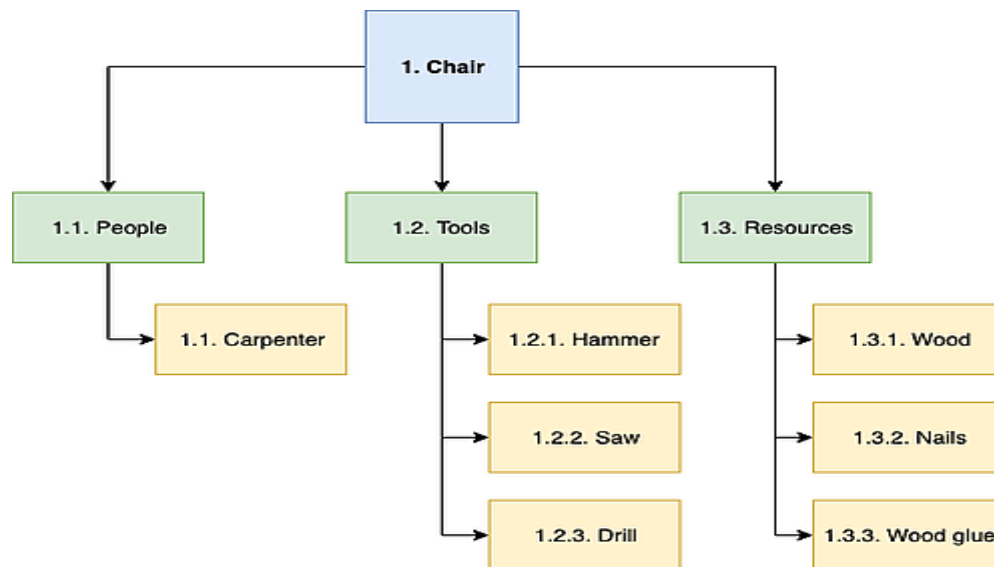 1. Chair
1.1. People
1.2. Tools
1.3. Resources
1.1. Carpenter
1.2.1. Hammer
1.3.1. Wood
1.2.2. Saw
1.3.2. Nails
1.2.3. Drill
1.3.3. Wood glue